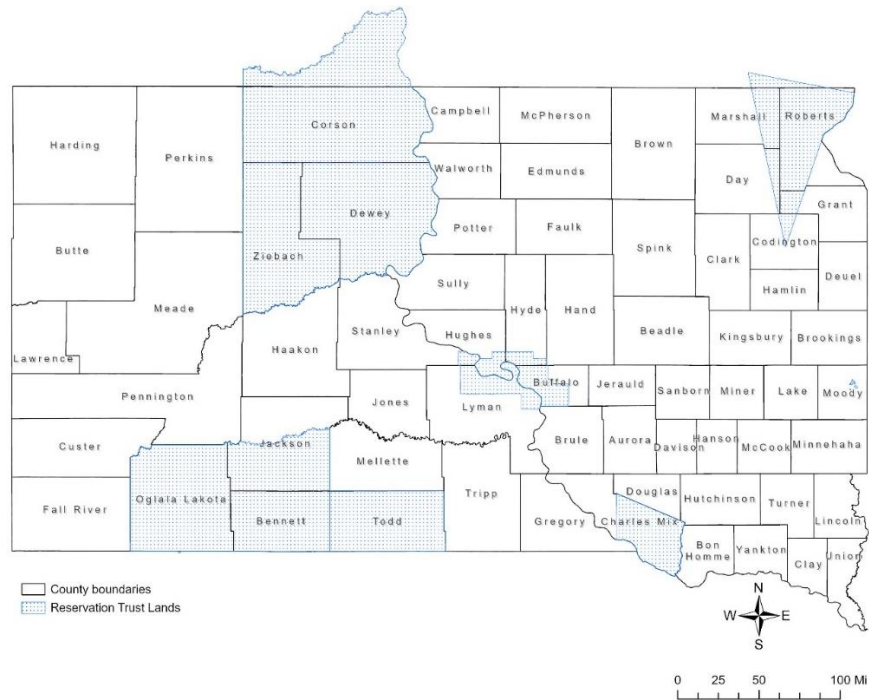 Harding
Perkins
Corson
Campbell
McPherson
Brown
Marshall
Roberts
Walworth
Edmunds
Day
Butte
Ziebach
Dewey
Potter
Faulk
Spink
Clark
Grant
Codington
Meade
Sully
Hyde
Hand
Hamlin
Deuel
Lawrence
Haakon
Stanley
Hughes
Beadle
Kingsbury
Brookings
Pennington
Jones
Lyman
Buffalo
Jerauld
Sanborn
Miner
Lake
Moody
Custer
Jackson
Mellette
Brule
Aurora
Davison
Hanson
McCook
Minnehaha
Fall River
Oglala Lakota
Bennett
Todd
Tripp
Gregory
Charles Mix
Douglas
Hutchinson
Turner
Lincoln
Bon
Homme
Yankton
Clay
Union
County boundaries
Reservation Trust Lands
N
W
E
S
0 25 50 100 Mi